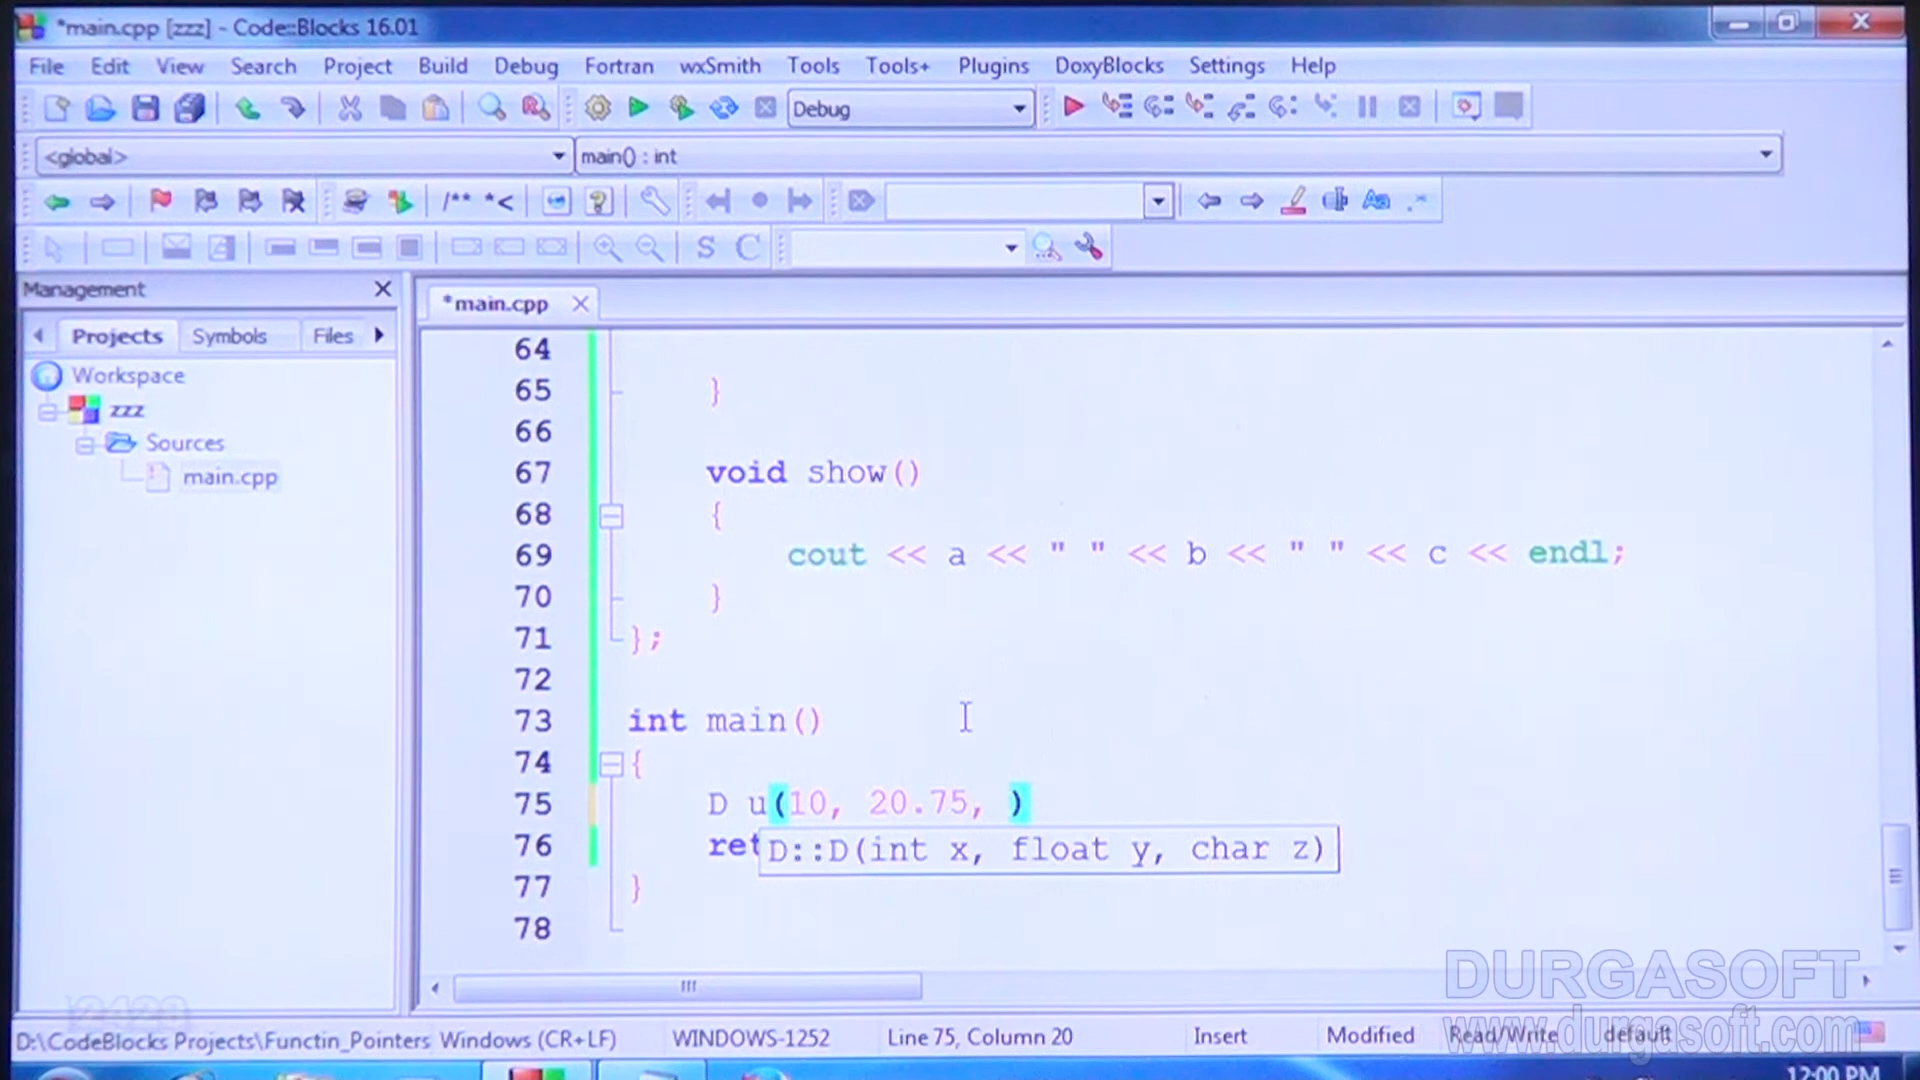 *main.cpp [zzz] - Code::Blocks 16.01
File Edit View Search Project Build Debug Fortran wxSmith Tools Tools+ Plugins DoxyBlocks Settings Help
Debug
<global> main() : int
/** *<
S C
Management
Projects Symbols Files
*main.cpp
Workspace
zzz
Sources
main.cpp
64
65 }
66
67 void show()
68 {
69 cout << a << " " << b << " " << c << endl;
70 }
71 };
72
73 int main()
74 {
75 D u(10, 20.75, )
76 ret
D::D(int x, float y, char z)
77 }
78
DURGASOFT
www.durgasoft.com
D:\CodeBlocks Projects\Functin_Pointers Windows (CR+LF) WINDOWS-1252 Line 75, Column 20 Insert Modified Read/Write default
12:00 PM